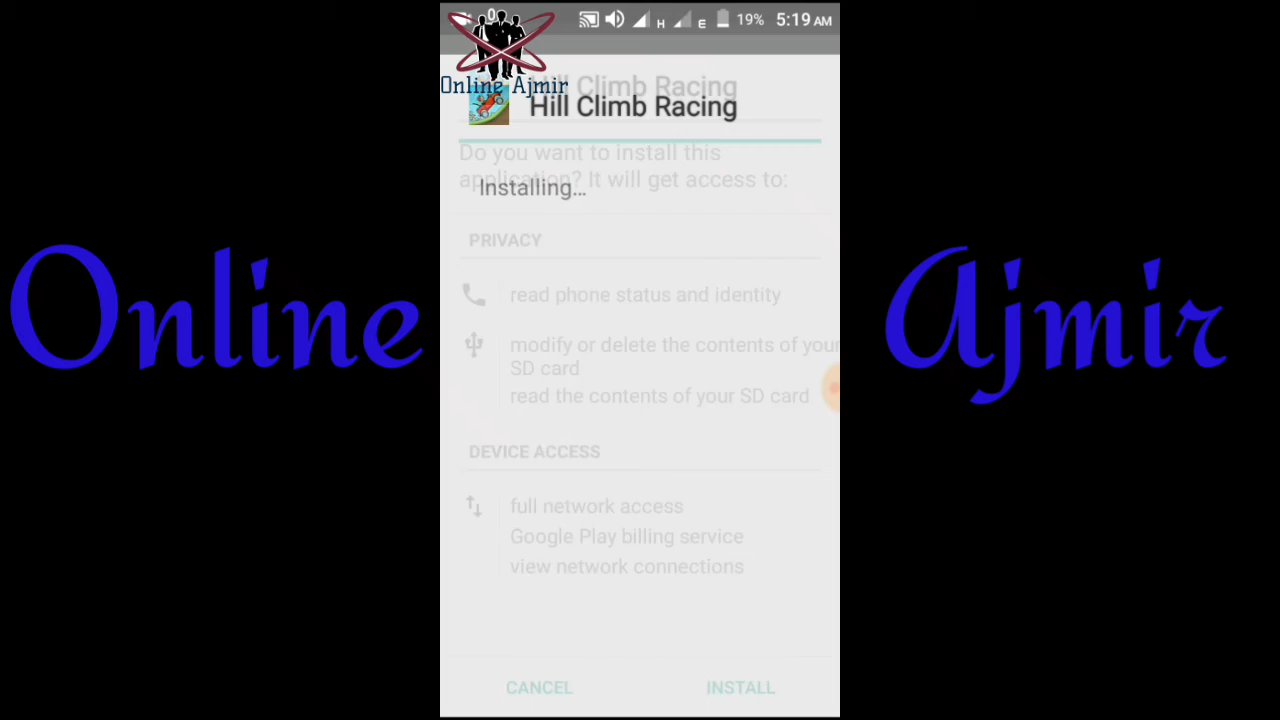 H
E
19%
5:19 AM
Online Ajmir
Hill Climb Racing
Hill Climb Racing
Do you want to install this
application? It will get access to:
Installing...
PRIVACY
read phone status and identity
modify or delete the contents of your
SD card
read the contents of your SD card
DEVICE ACCESS
full network access
Google Play billing service
view network connections
CANCEL
INSTALL
Online
Ajmir